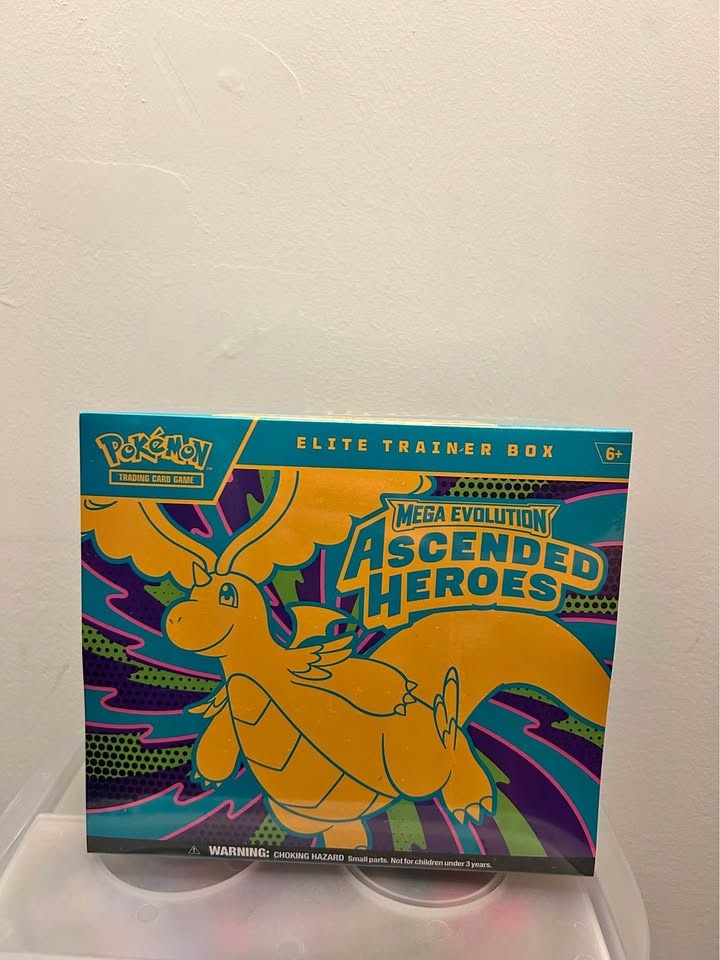 POKéMON™
TRADING CARD GAME
ELITE TRAINER BOX
6+
MEGA EVOLUTION
ASCENDED
HEROES
⚠ WARNING: CHOKING HAZARD Small parts. Not for children under 3 years.